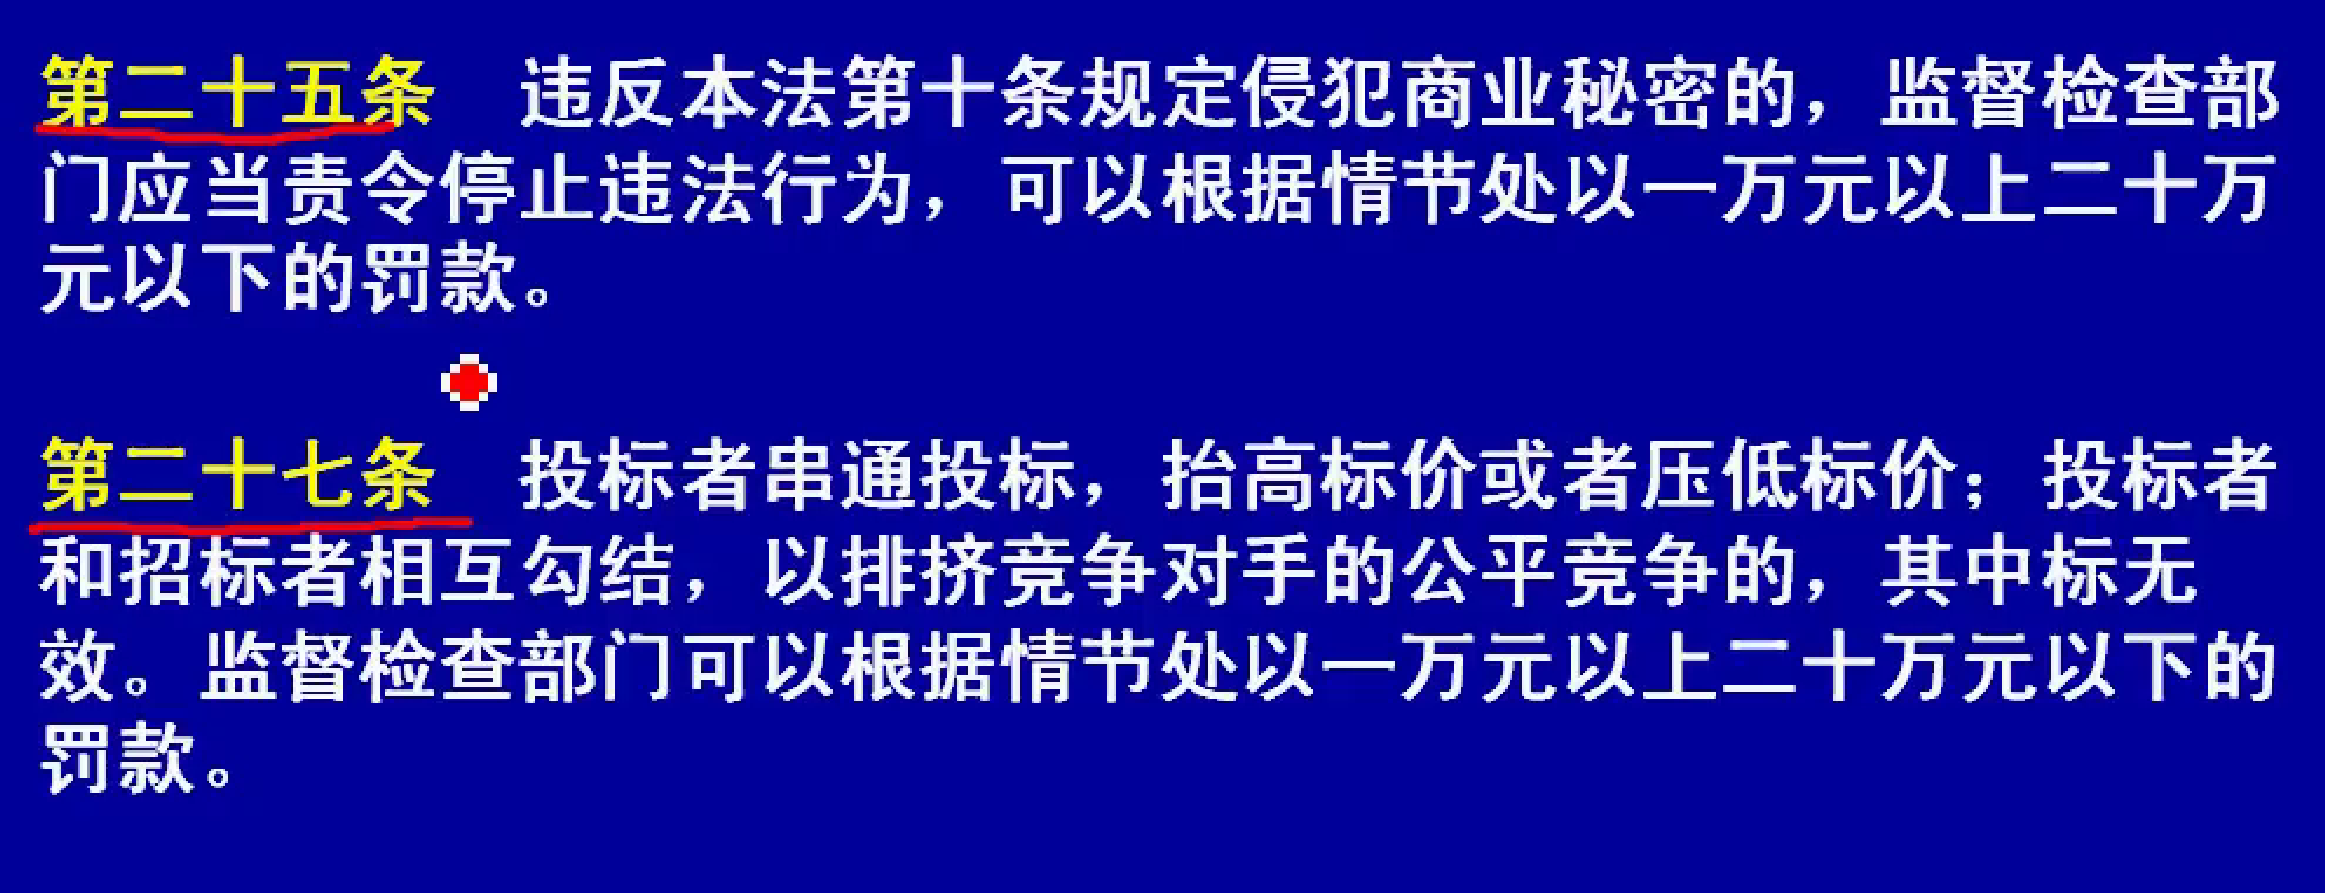 第二十五条 违反本法第十条规定侵犯商业秘密的，监督检查部
门应当责令停止违法行为，可以根据情节处以一万元以上二十万
元以下的罚款。
第二十七条 投标者串通投标，抬高标价或者压低标价；投标者
和招标者相互勾结，以排挤竞争对手的公平竞争的，其中标无
效。监督检查部门可以根据情节处以一万元以上二十万元以下的
罚款。